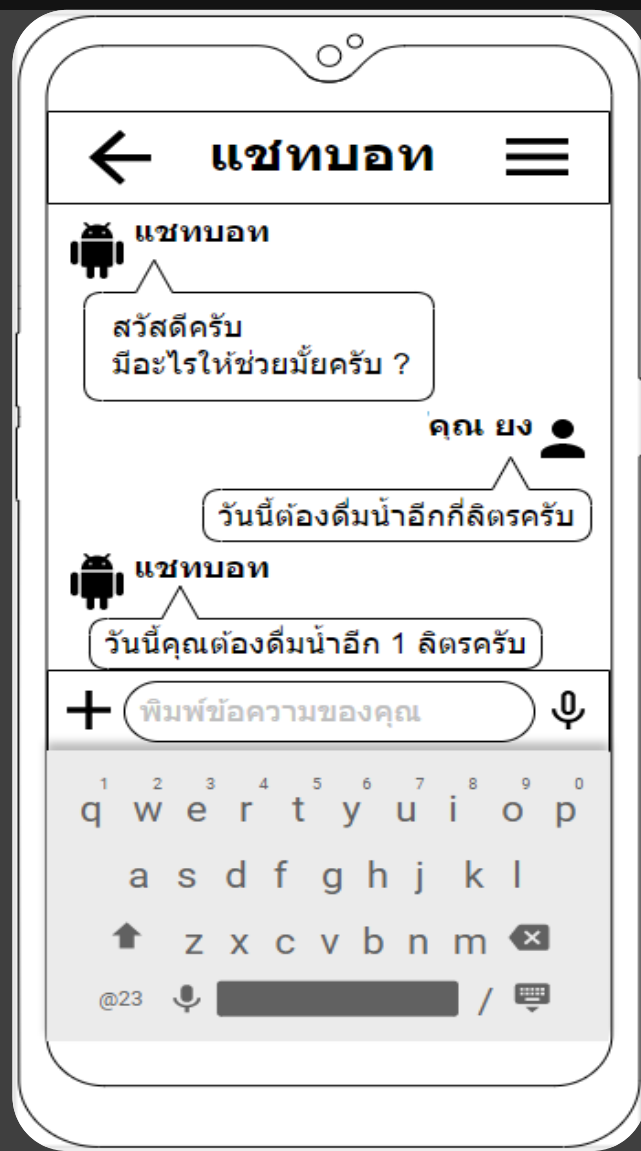 แชทบอท
แชทบอท
สวัสดีครับ
มีอะไรให้ช่วยมั้ยครับ ?
คุณ ยง
วันนี้ต้องดื่มน้ำอีกกี่ลิตรครับ
แชทบอท
วันนี้คุณต้องดื่มน้ำอีก 1 ลิตรครับ
พิมพ์ข้อความของคุณ
1 2 3 4 5 6 7 8 9 0
q w e r t y u i o p
a s d f g h j k l
z x c v b n m
@23 /